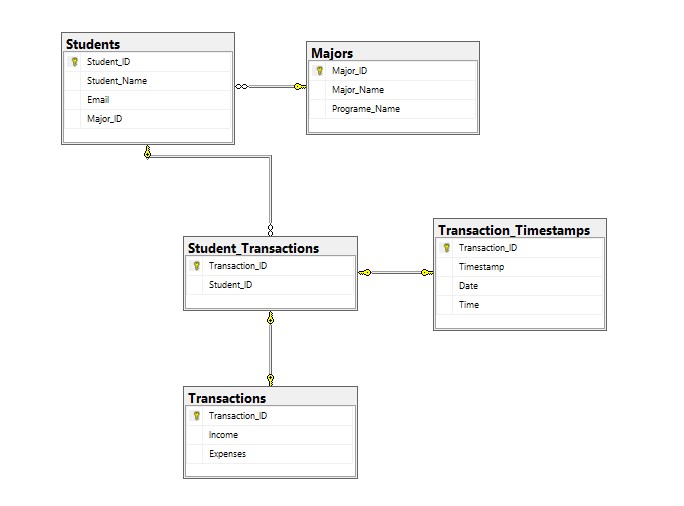 Students
Student_ID
Student_Name
Email
Major_ID
Majors
Major_ID
Major_Name
Programe_Name
Student_Transactions
Transaction_ID
Student_ID
Transaction_Timestamps
Transaction_ID
Timestamp
Date
Time
Transactions
Transaction_ID
Income
Expenses